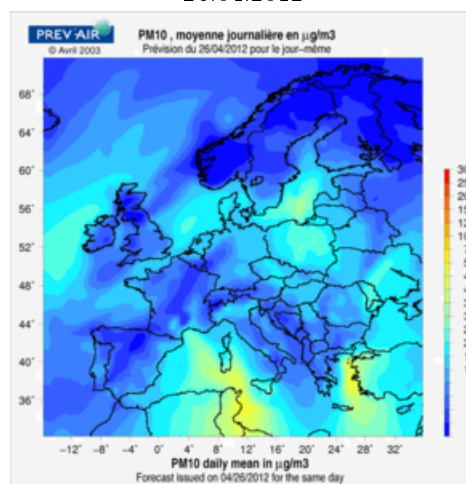 PREV'AIR
© Avril 2003
PM10 , moyenne journalière en µg/m3
Prévision du 26/04/2012 pour le jour-même
68°
64°
60°
56°
52°
48°
44°
40°
36°
−12° −8° −4° 0° 4° 8° 12° 16° 20° 24° 28° 32°
PM10 daily mean in µg/m3
Forecast issued on 04/26/2012 for the same day